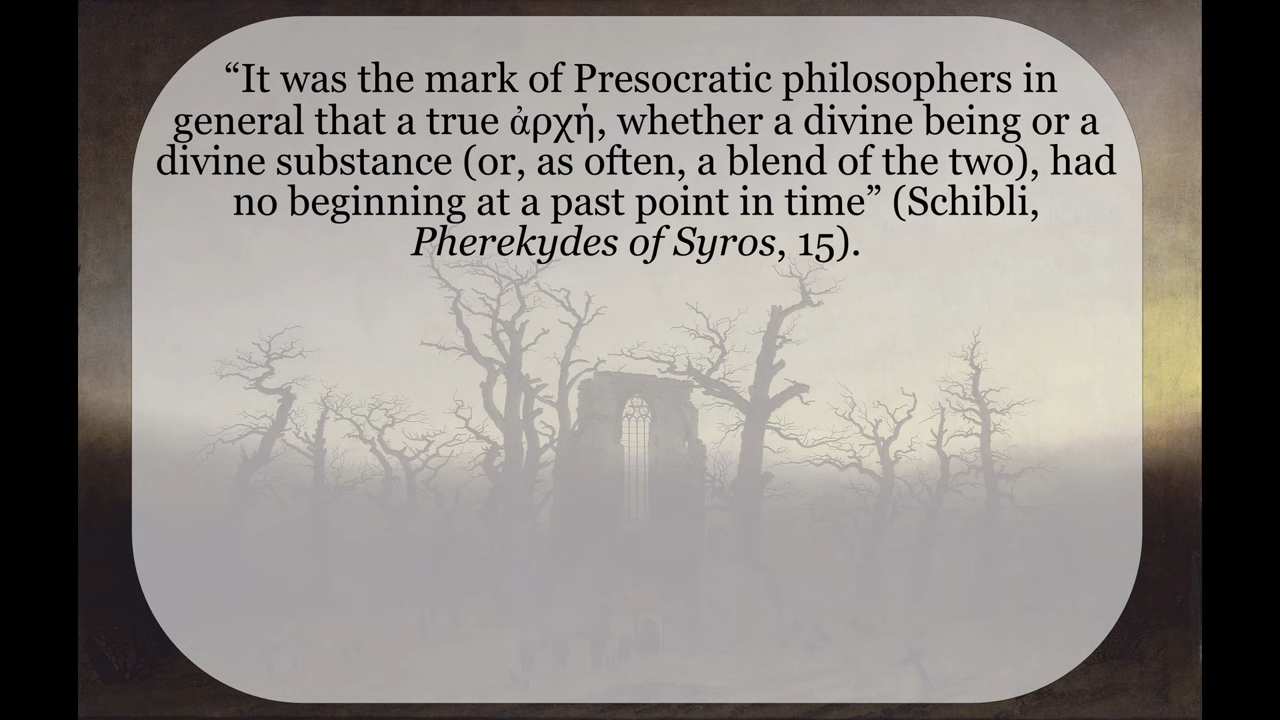 “It was the mark of Presocratic philosophers in
general that a true ἀρχή, whether a divine being or a
divine substance (or, as often, a blend of the two), had
no beginning at a past point in time” (Schibli,
Pherekydes of Syros, 15).